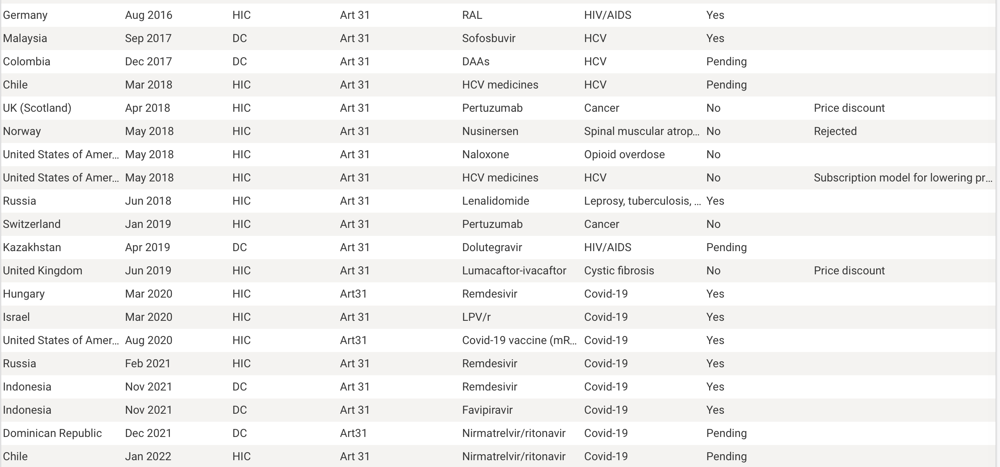 Germany Aug 2016 HIC Art 31 RAL HIV/AIDS Yes
Malaysia Sep 2017 DC Art 31 Sofosbuvir HCV Yes
Colombia Dec 2017 DC Art 31 DAAs HCV Pending
Chile Mar 2018 HIC Art 31 HCV medicines HCV Pending
UK (Scotland) Apr 2018 HIC Art 31 Pertuzumab Cancer No Price discount
Norway May 2018 HIC Art 31 Nusinersen Spinal muscular atrop... No Rejected
United States of Amer... May 2018 HIC Art 31 Naloxone Opioid overdose No
United States of Amer... May 2018 HIC Art 31 HCV medicines HCV No Subscription model for lowering pr...
Russia Jun 2018 HIC Art 31 Lenalidomide Leprosy, tuberculosis, ... Yes
Switzerland Jan 2019 HIC Art 31 Pertuzumab Cancer No
Kazakhstan Apr 2019 DC Art 31 Dolutegravir HIV/AIDS Pending
United Kingdom Jun 2019 HIC Art 31 Lumacaftor-ivacaftor Cystic fibrosis No Price discount
Hungary Mar 2020 HIC Art31 Remdesivir Covid-19 Yes
Israel Mar 2020 HIC Art 31 LPV/r Covid-19 Yes
United States of Amer... Aug 2020 HIC Art31 Covid-19 vaccine (mR... Covid-19 Yes
Russia Feb 2021 HIC Art 31 Remdesivir Covid-19 Yes
Indonesia Nov 2021 DC Art 31 Remdesivir Covid-19 Yes
Indonesia Nov 2021 DC Art 31 Favipiravir Covid-19 Yes
Dominican Republic Dec 2021 DC Art31 Nirmatrelvir/ritonavir Covid-19 Pending
Chile Jan 2022 HIC Art 31 Nirmatrelvir/ritonavir Covid-19 Pending